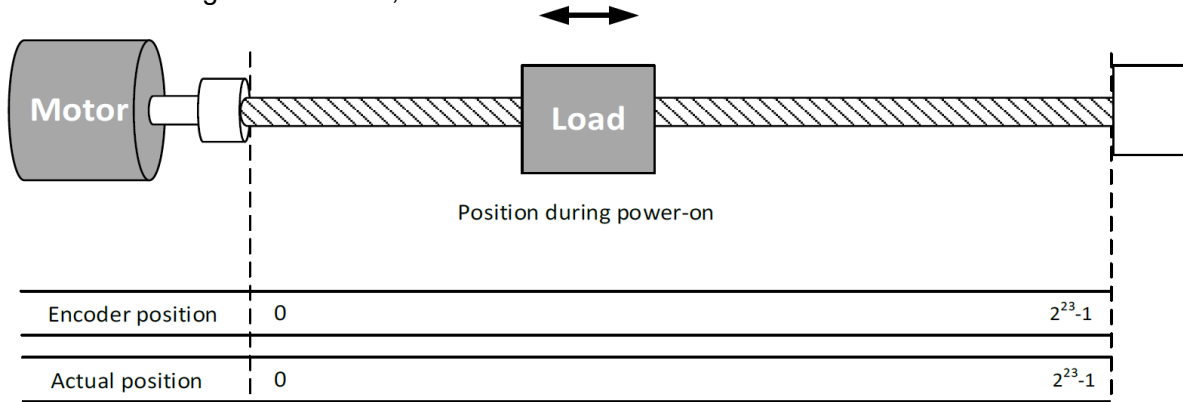 Motor
Load
Position during power-on
Encoder position 0 2²³-1
Actual position 0 2²³-1